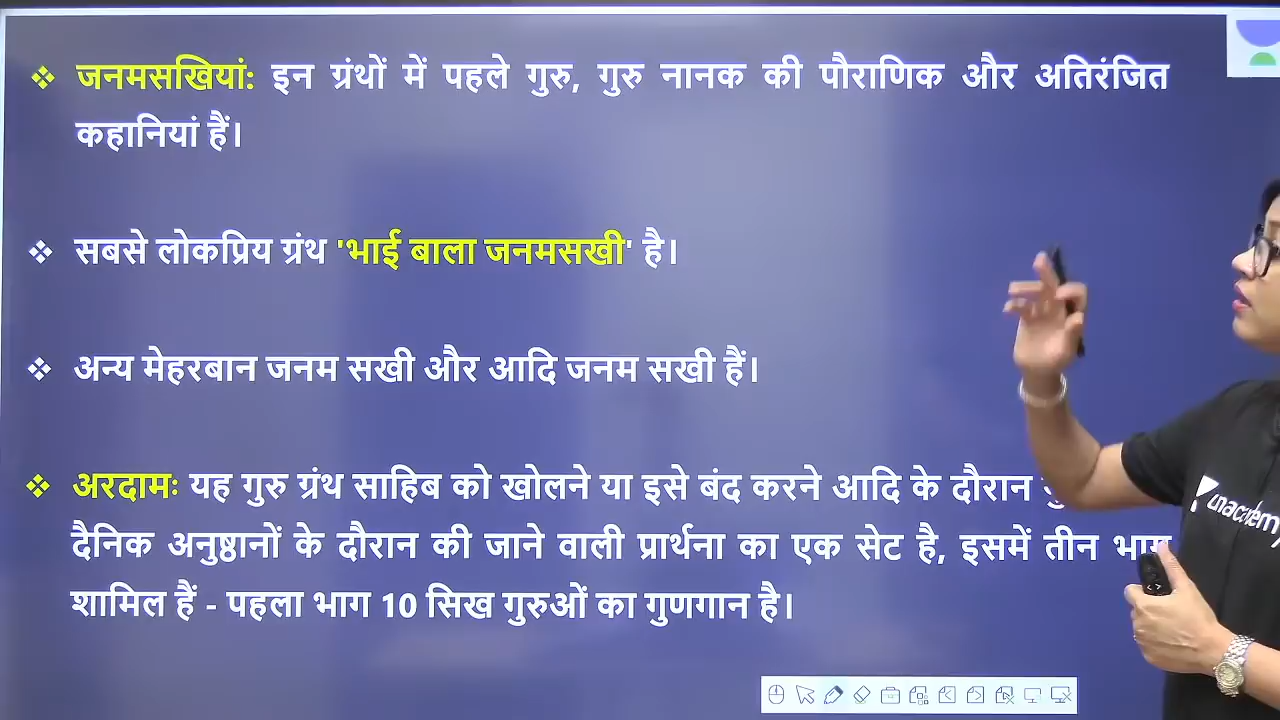 ❖ जनमसखियां: इन ग्रंथों में पहले गुरु, गुरु नानक की पौराणिक और अतिरंजित
कहानियां हैं।
❖ सबसे लोकप्रिय ग्रंथ 'भाई बाला जनमसखी' है।
❖ अन्य मेहरबान जनम सखी और आदि जनम सखी हैं।
❖ अरदामः यह गुरु ग्रंथ साहिब को खोलने या इसे बंद करने आदि के दौरान
दैनिक अनुष्ठानों के दौरान की जाने वाली प्रार्थना का एक सेट है, इसमें तीन भाग
शामिल हैं - पहला भाग 10 सिख गुरुओं का गुणगान है।
unacademy